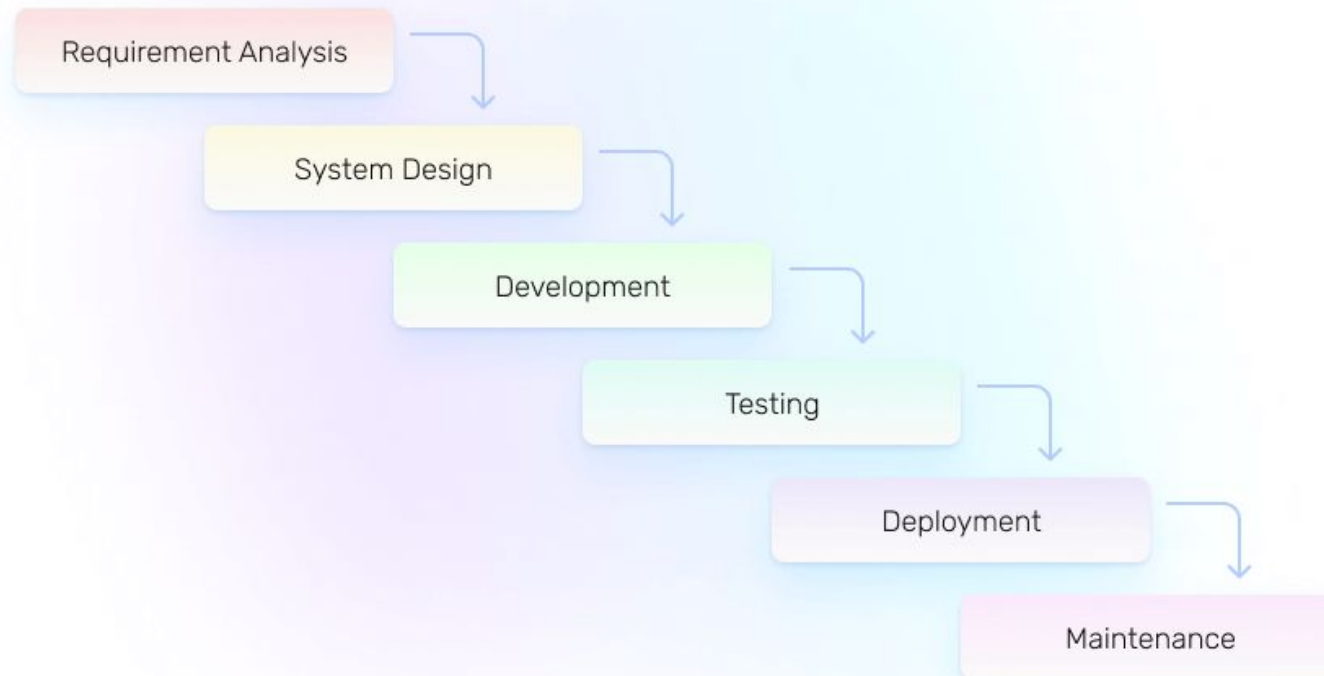 Requirement Analysis
System Design
Development
Testing
Deployment
Maintenance